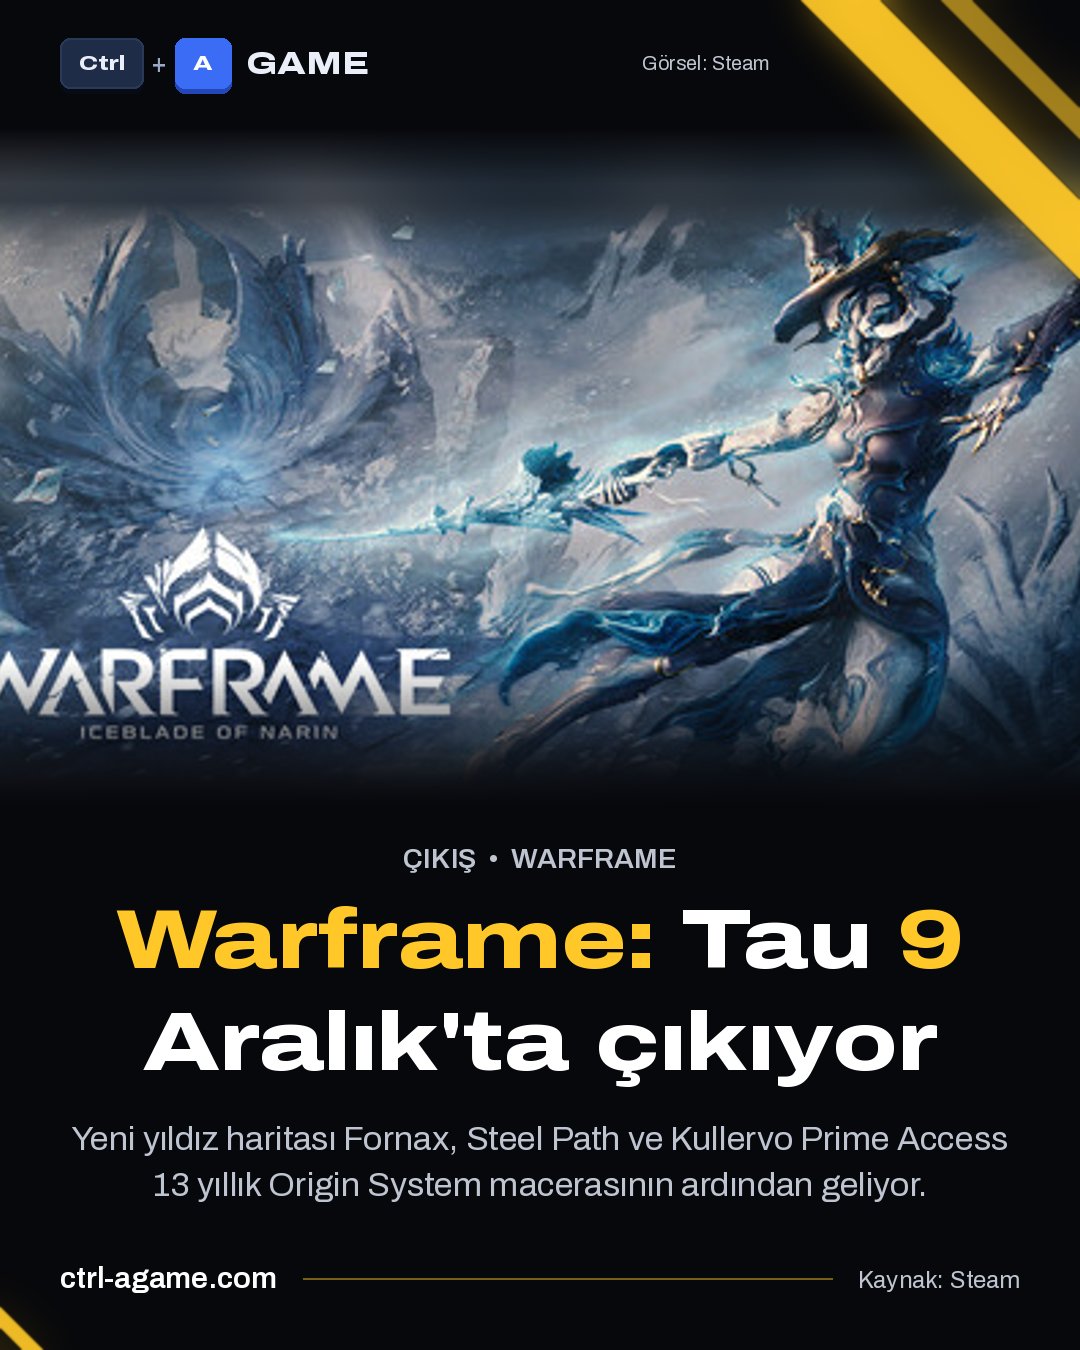 Ctrl + A GAME
Görsel: Steam
WARFRAME
ICEBLADE OF NARIN
ÇIKIŞ • WARFRAME
Warframe: Tau 9
Aralık'ta çıkıyor
Yeni yıldız haritası Fornax, Steel Path ve Kullervo Prime Access
13 yıllık Origin System macerasının ardından geliyor.
ctrl-agame.com
Kaynak: Steam